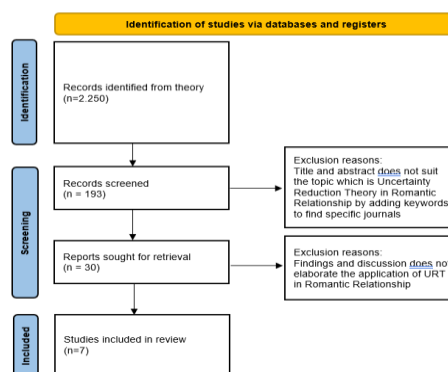 Identification of studies via databases and registers
Identification
Records identified from theory
(n=2.250)
Screening
Records screened
(n = 193)
Exclusion reasons:
Title and abstract does not suit
the topic which is Uncertainty
Reduction Theory in Romantic
Relationship by adding keywords
to find specific journals
Reports sought for retrieval
(n = 30)
Exclusion reasons:
Findings and discussion does not
elaborate the application of URT
in Romantic Relationship
Included
Studies included in review
(n=7)